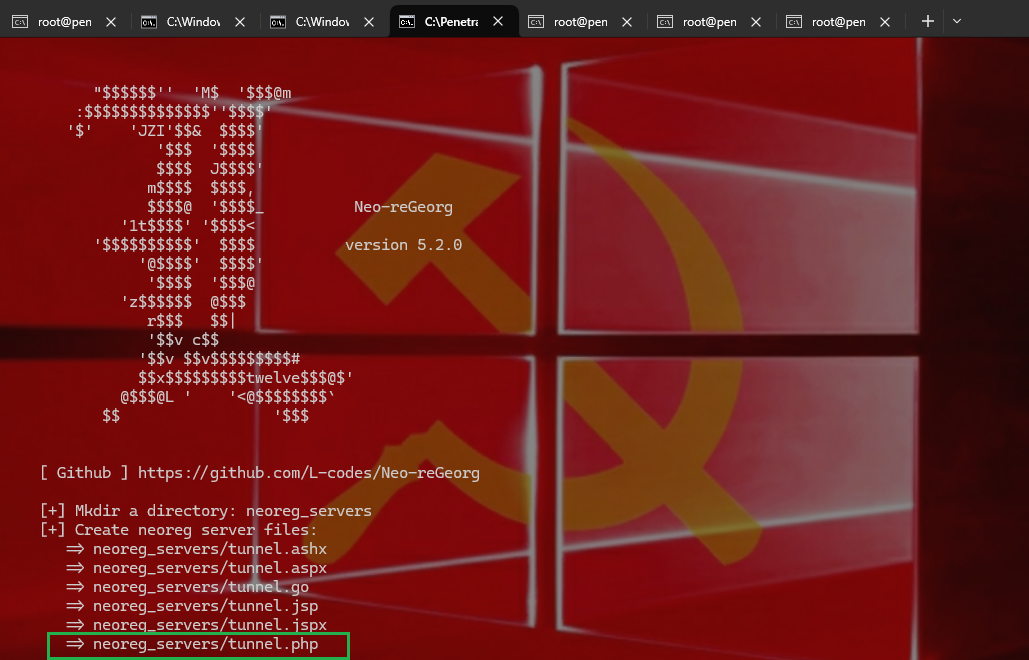 root@pen
C:\Window
C:\Window
C:\Penetra
root@pen
root@pen
root@pen
"$$$$$$''  'M$  '$$$@m
:$$$$$$$$$$$$$$''$$$$'
'$'    'JZI'$$&  $$$$'
'$$$  '$$$$
$$$$  J$$$$'
m$$$$  $$$$,
$$$$@  '$$$$_          Neo-reGeorg
'1t$$$$' '$$$$<
'$$$$$$$$$$'  $$$$          version 5.2.0
'@$$$$'  $$$$'
'$$$$  '$$$@
'z$$$$$$  @$$$
r$$$   $$|
'$$v c$$
'$$v $$v$$$$$$$$$#
$$x$$$$$$$$$twelve$$$@$'
@$$$@L '    '<@$$$$$$$$`
$$                 '$$$
[ Github ] https://github.com/L-codes/Neo-reGeorg
[+] Mkdir a directory: neoreg_servers
[+] Create neoreg server files:
=> neoreg_servers/tunnel.ashx
=> neoreg_servers/tunnel.aspx
=> neoreg_servers/tunnel.go
=> neoreg_servers/tunnel.jsp
=> neoreg_servers/tunnel.jspx
=> neoreg_servers/tunnel.php